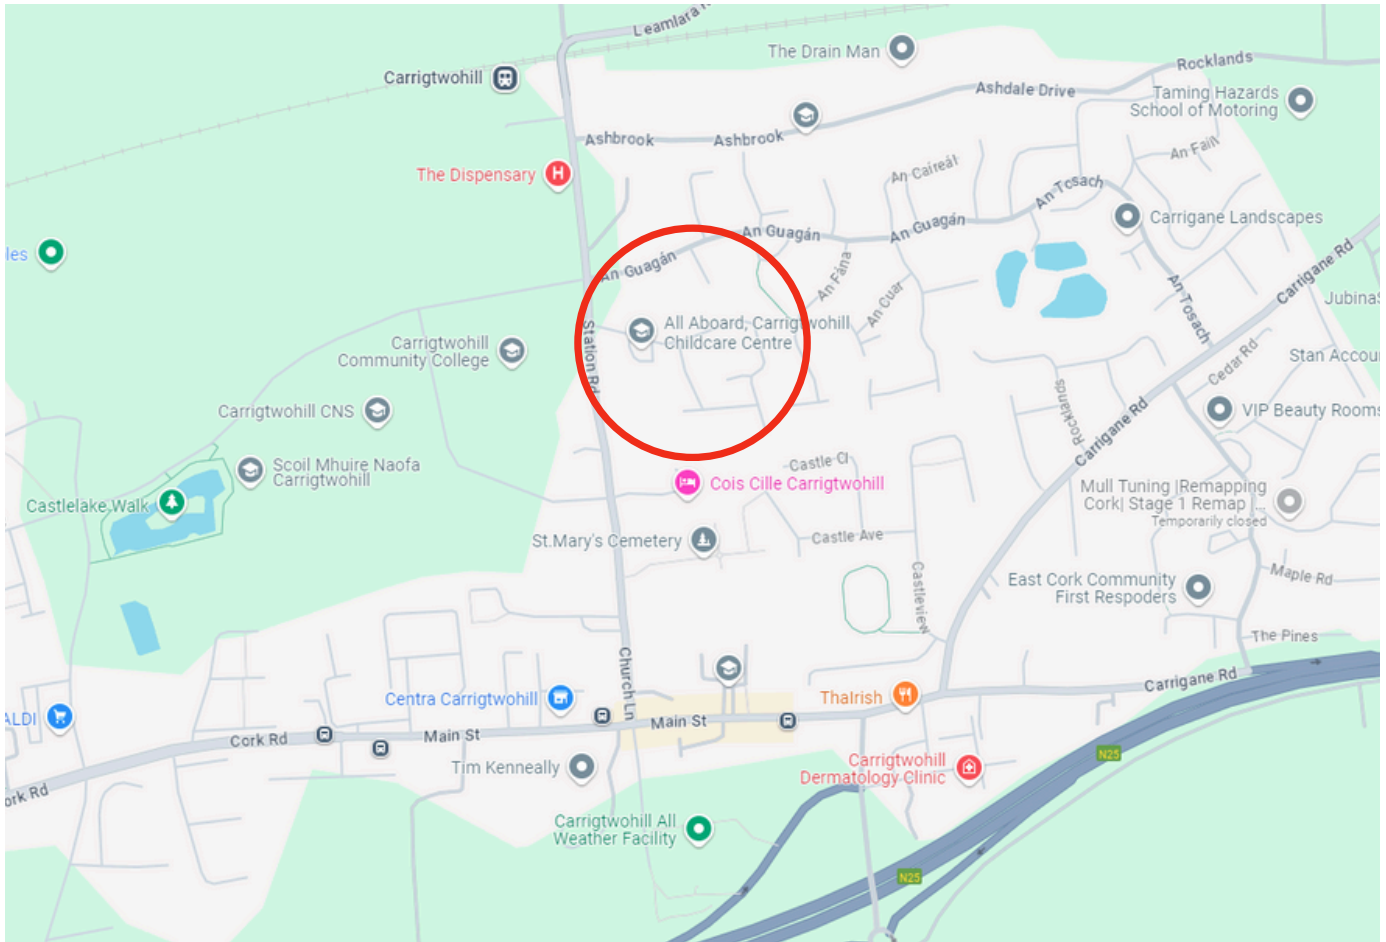 Leamlara R
The Drain Man
Rocklands
Carrigtwohill
Ashdale Drive
Taming Hazards
School of Motoring
Ashbrook
Ashbrook
An Fáin
An Caireál
The Dispensary
An Tosach
Carrigane Landscapes
An Guagán
An Guagán
An Guagán
les
Carrigane Rd
An Fána
An Cuar
An Tosach
Jubina
All Aboard, Carrigtwohill
Childcare Centre
Station Rd
Carrigtwohill
Community College
Stan Accou
Cedar Rd
Carrigtwohill CNS
Rocklands
VIP Beauty Rooms
Carrigane Rd
Scoil Mhuire Naofa
Carrigtwohill
Castle Cl
Cois Cille Carrigtwohill
Castlelake Walk
Mull Tuning |Remapping
Cork| Stage 1 Remap |...
Temporarily closed
St.Mary's Cemetery
Castle Ave
Maple Rd
East Cork Community
First Respoders
Castleview
The Pines
Church Ln
Carrigane Rd
Centra Carrigtwohill
ThaIrish
ALDI
Main St
Cork Rd
Main St
N25
Tim Kenneally
Carrigtwohill
Dermatology Clinic
ork Rd
Carrigtwohill All
Weather Facility
N25